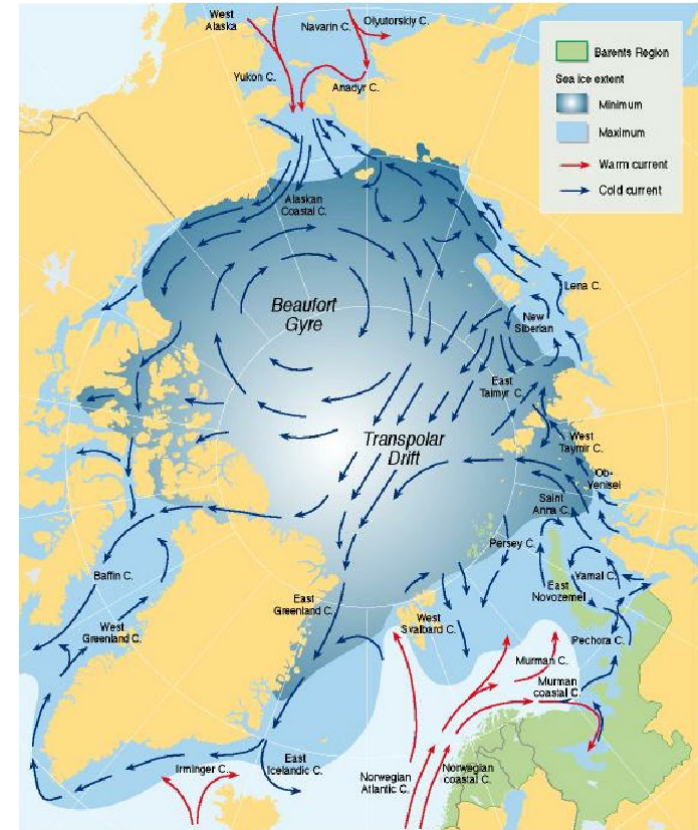 West
Alaska
Navarin C.
Olyutorskiy C.
Yukon C.
Anadyr C.
Barents Region
Sea ice extent
Minimum
Maximum
Warm current
Cold current
Alaskan
Coastal C.
Lena C.
Beaufort
Gyre
New
Siberian
East
Taimyr C.
Transpolar
Drift
West
Taymir C.
Ob-
Yenisei
Saint
Anna C.
Persey C.
Baffin C.
Yamal C.
East
Novozemel
East
Greenland C.
West
Svalbard C.
West
Greenland C.
Pechora C.
Murman C.
Murman
coastal C.
Irminger C.
East
Icelandic C.
Norwegian
Atlantic C.
Norwegian
coastal C.